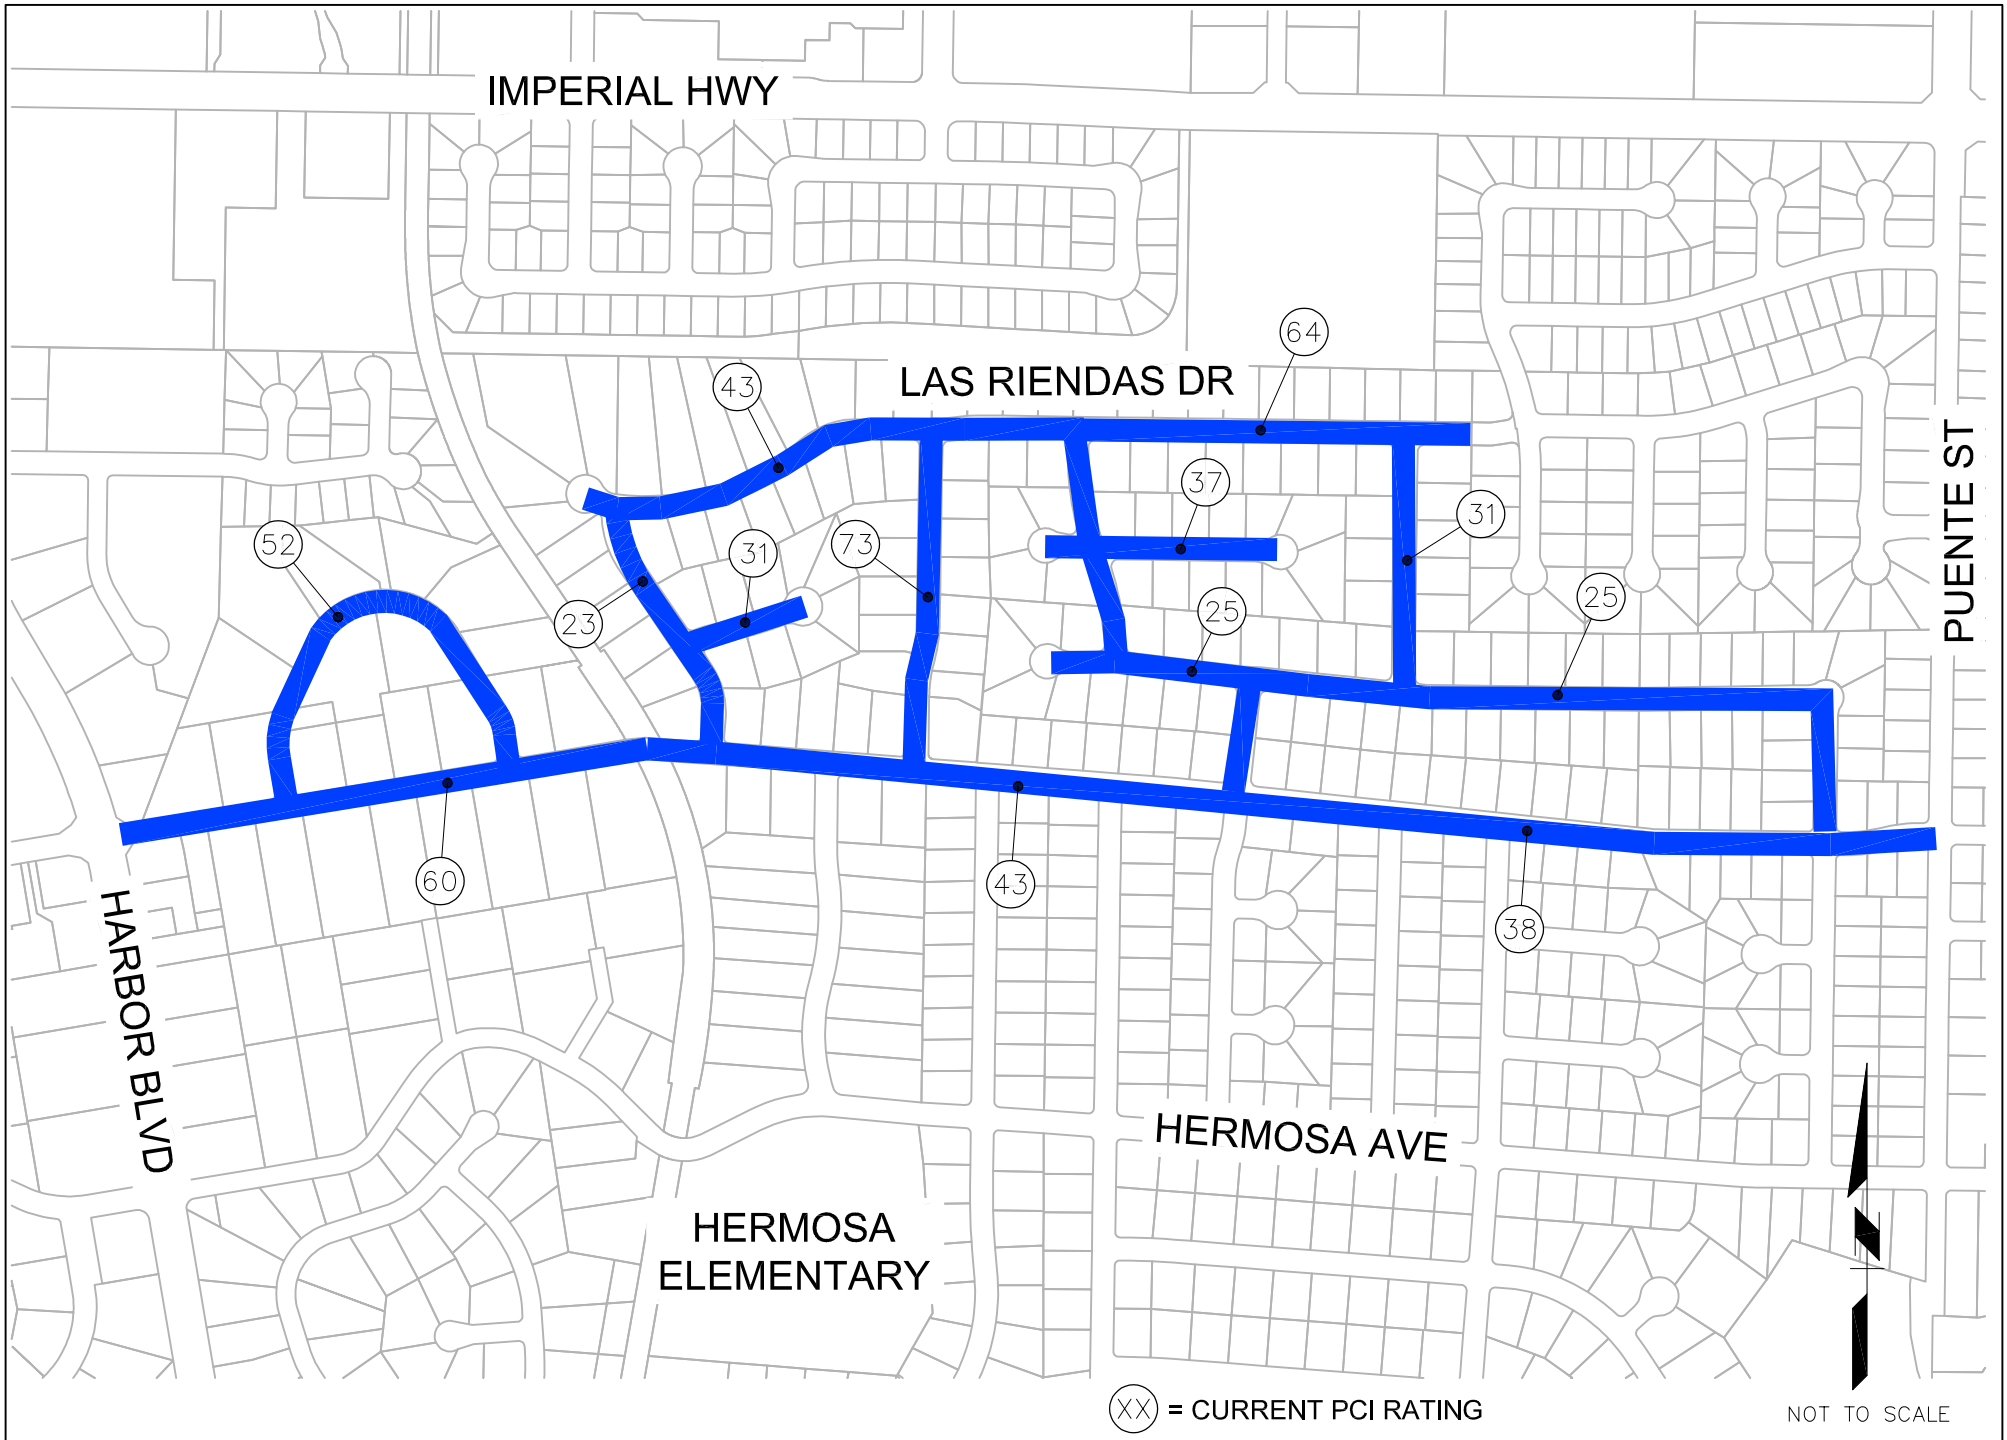 IMPERIAL HWY
64
43
LAS RIENDAS DR
37
31
73
52
31
23
25
25
PUENTE ST
60
43
38
HARBOR BLVD
HERMOSA AVE
HERMOSA
ELEMENTARY
Z
XX = CURRENT PCI RATING
NOT TO SCALE